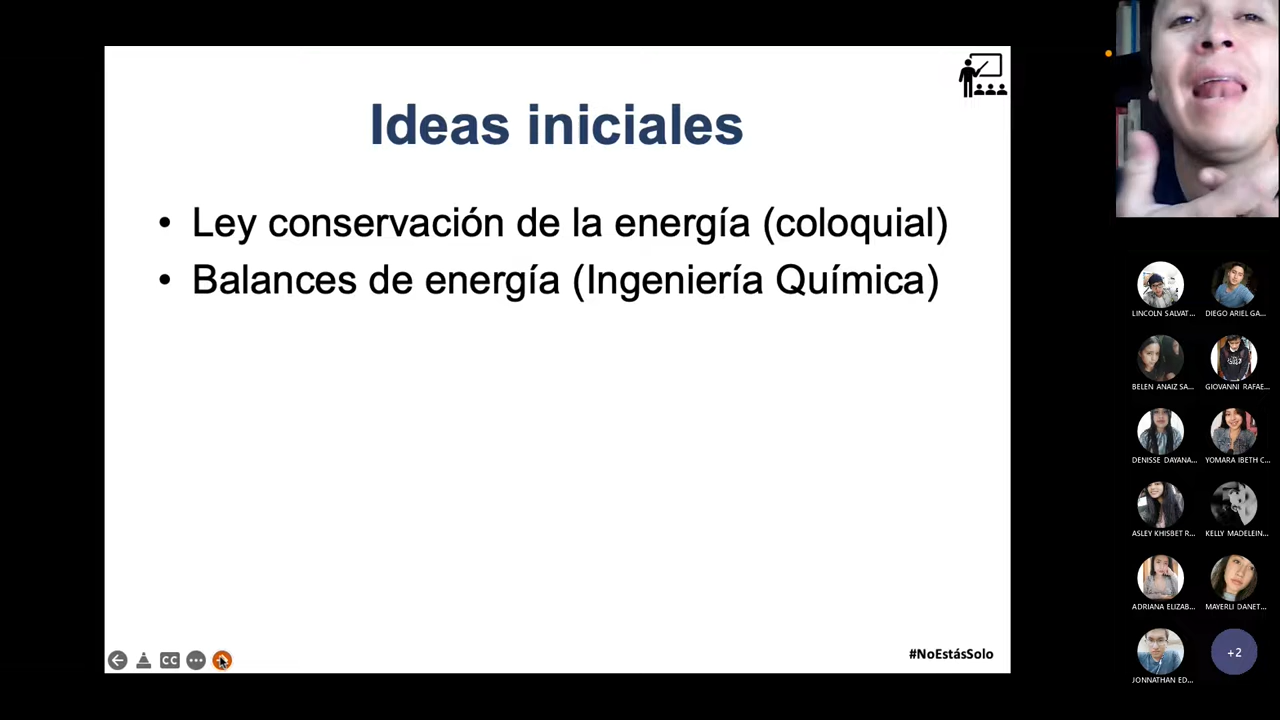 Ideas iniciales
• Ley conservación de la energía (coloquial)
• Balances de energía (Ingeniería Química)
CC
#NoEstásSolo
LINCOLN SALVAT...
DIEGO ARIEL GA...
BELEN ANAIZ SA...
GIOVANNI RAFAE...
DENISSE DAYANA...
YOMARA IBETH C...
ASLEY KHISBET R...
KELLY MADELEIN...
ADRIANA ELIZAB...
MAYERLI DANET...
JONNATHAN ED...
+2